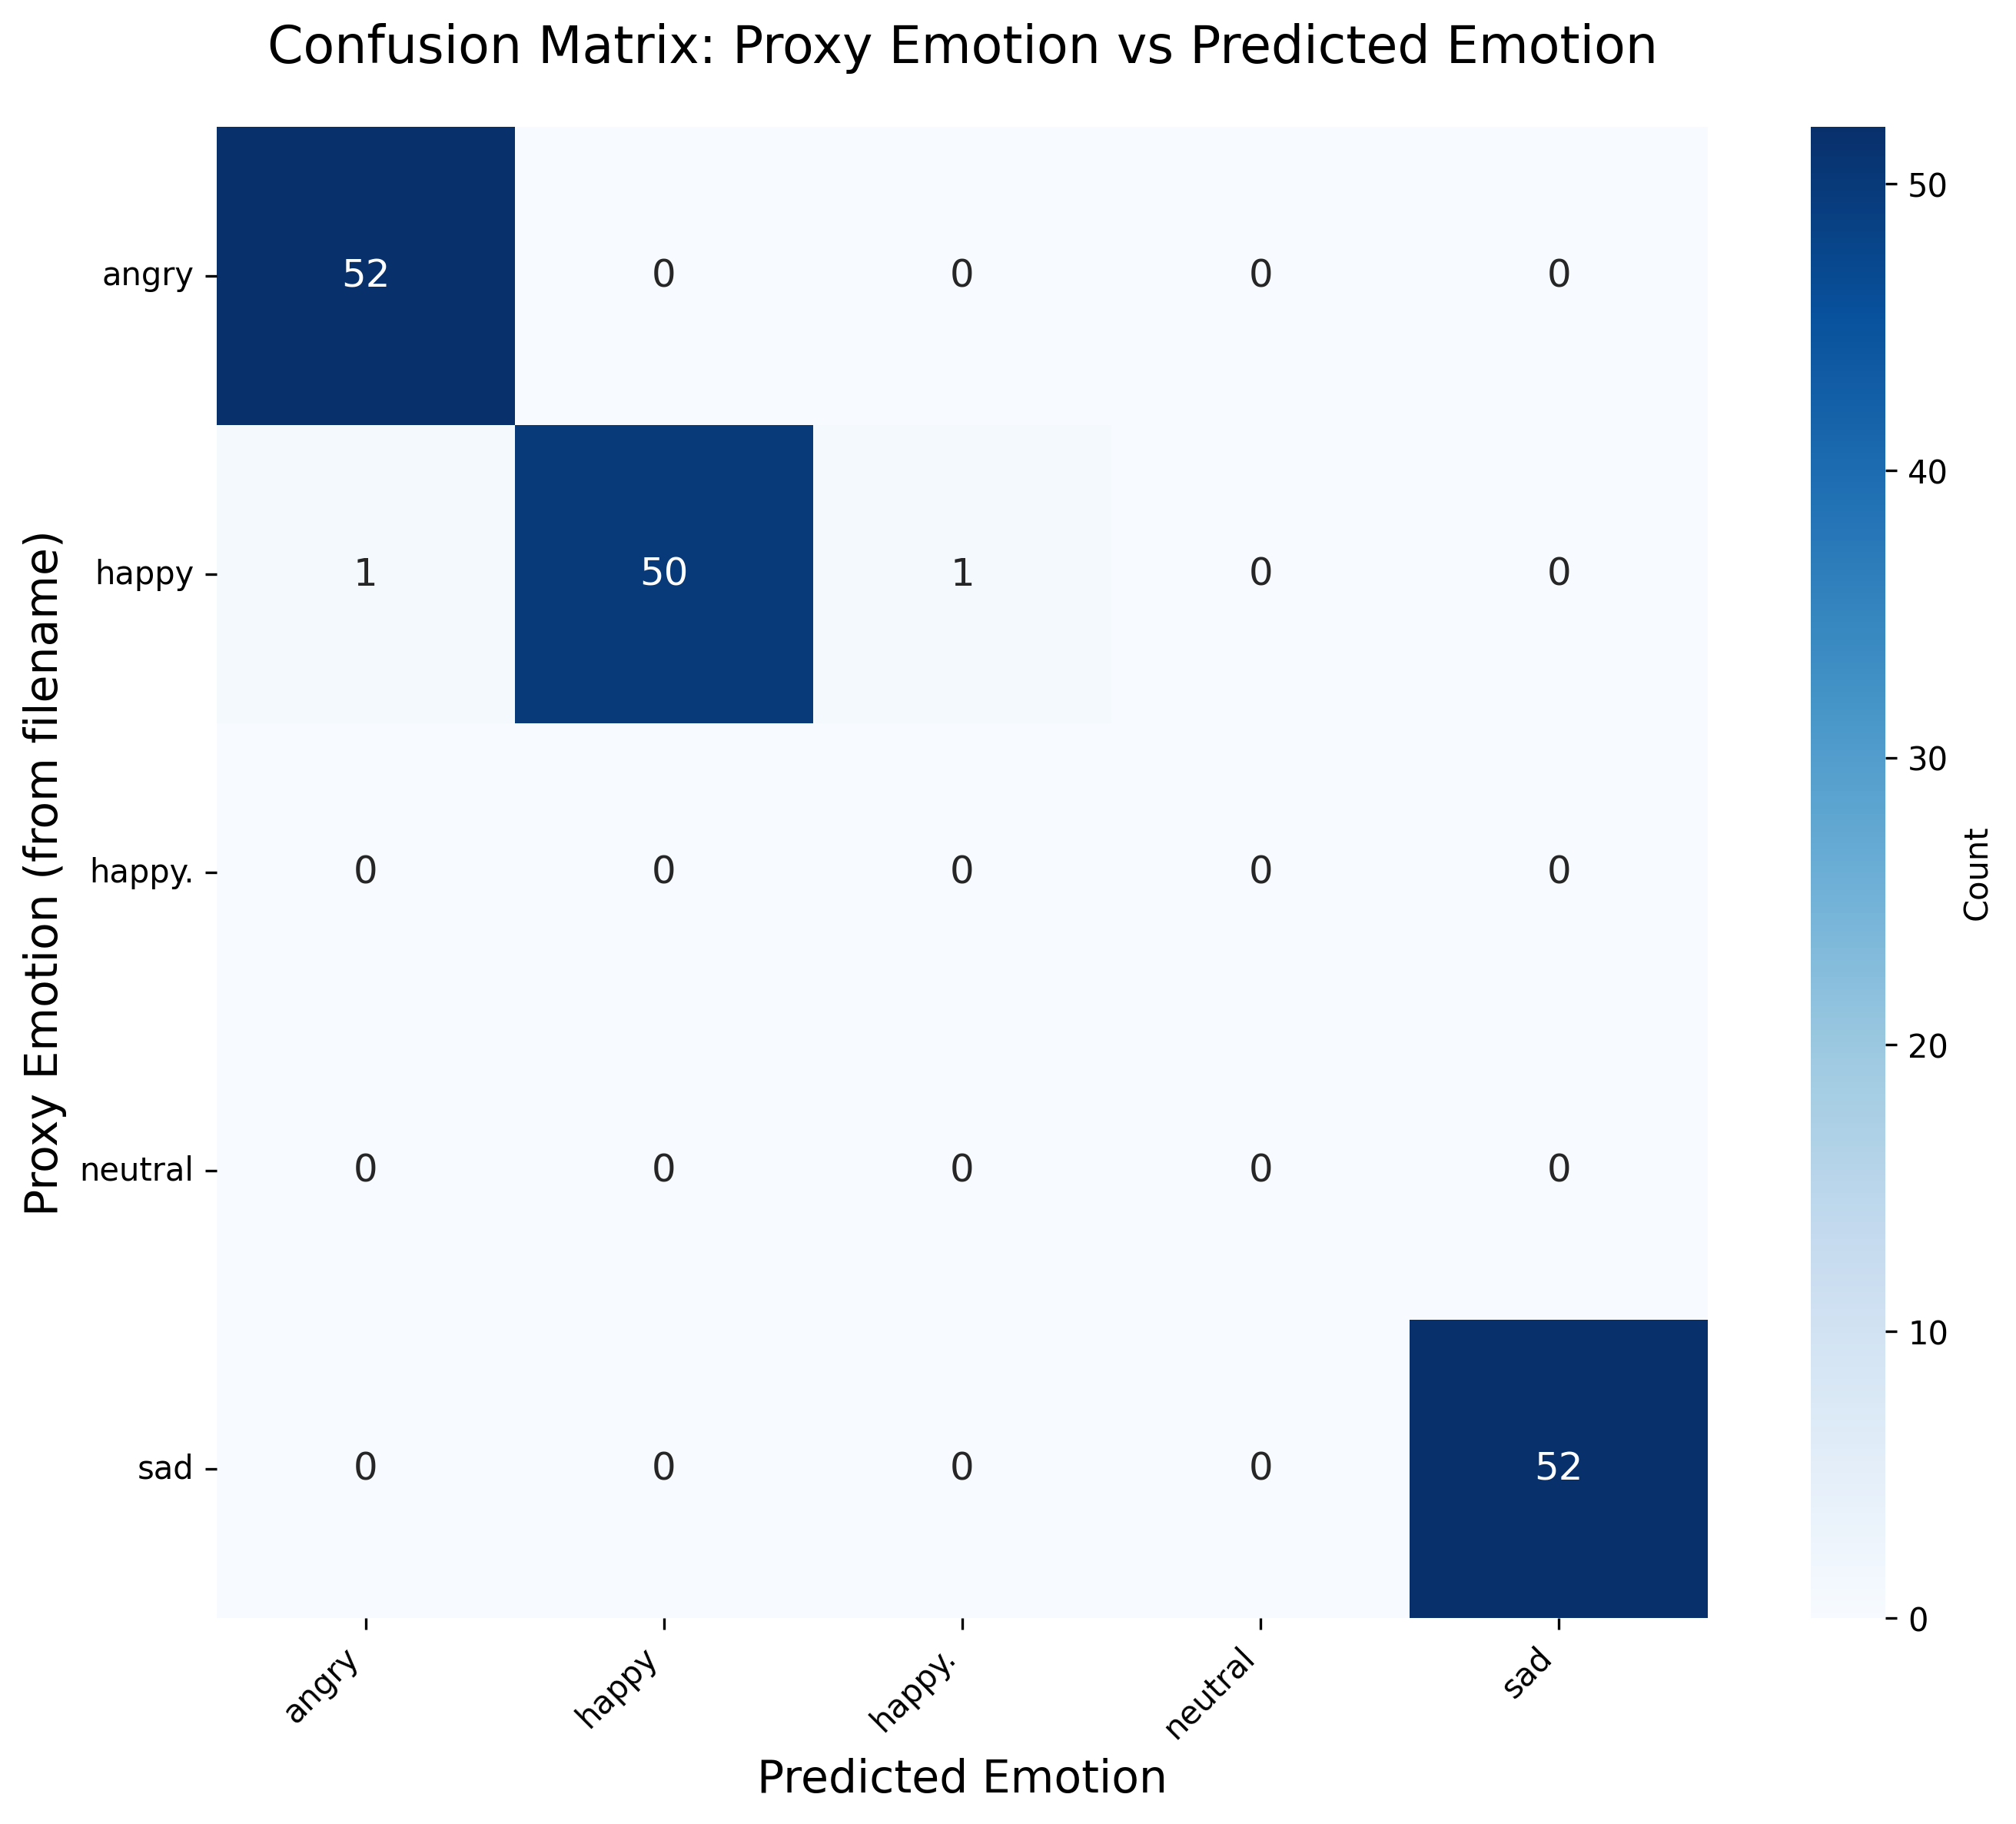 Confusion Matrix: Proxy Emotion vs Predicted Emotion
Proxy Emotion (from filename)
angry 52 0 0 0 0
happy 1 50 1 0 0
happy. 0 0 0 0 0
neutral 0 0 0 0 0
sad 0 0 0 0 52
angry happy happy. neutral sad
Predicted Emotion
50
40
30
20
10
0
Count